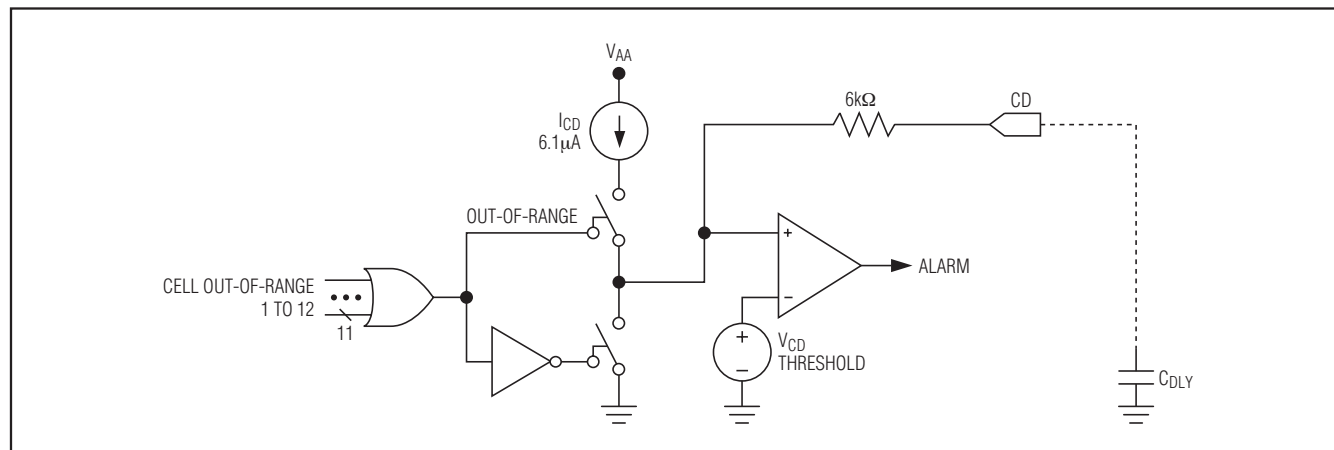 V_AA
I_CD
6.1µA
6kΩ
CD
OUT-OF-RANGE
CELL OUT-OF-RANGE
1 TO 12
11
+
−
ALARM
+
−
V_CD
THRESHOLD
C_DLY